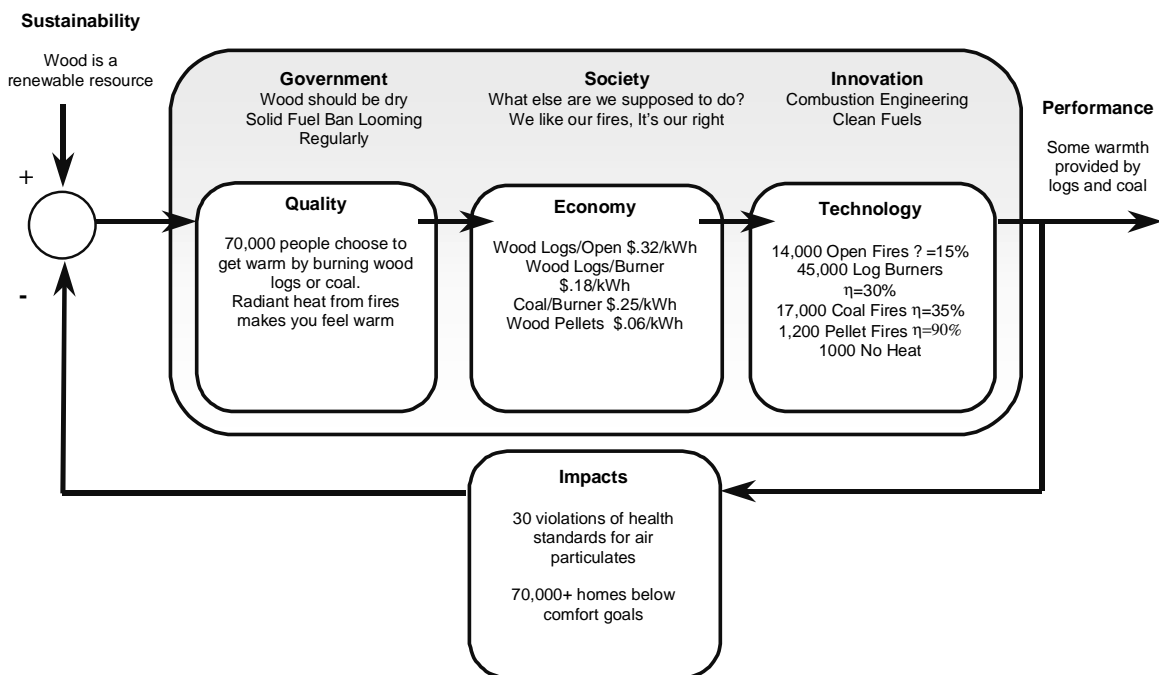 Sustainability
Wood is a
renewable resource
Government
Wood should be dry
Solid Fuel Ban Looming
Regularly
Society
What else are we supposed to do?
We like our fires, It's our right
Innovation
Combustion Engineering
Clean Fuels
Performance
Some warmth
provided by
logs and coal
+
-
Quality
70,000 people choose to
get warm by burning wood
logs or coal.
Radiant heat from fires
makes you feel warm
Economy
Wood Logs/Open $.32/kWh
Wood Logs/Burner
$.18/kWh
Coal/Burner $.25/kWh
Wood Pellets $.06/kWh
Technology
14,000 Open Fires ? =15%
45,000 Log Burners
η=30%
17,000 Coal Fires η=35%
1,200 Pellet Fires η=90%
1000 No Heat
Impacts
30 violations of health
standards for air
particulates
70,000+ homes below
comfort goals